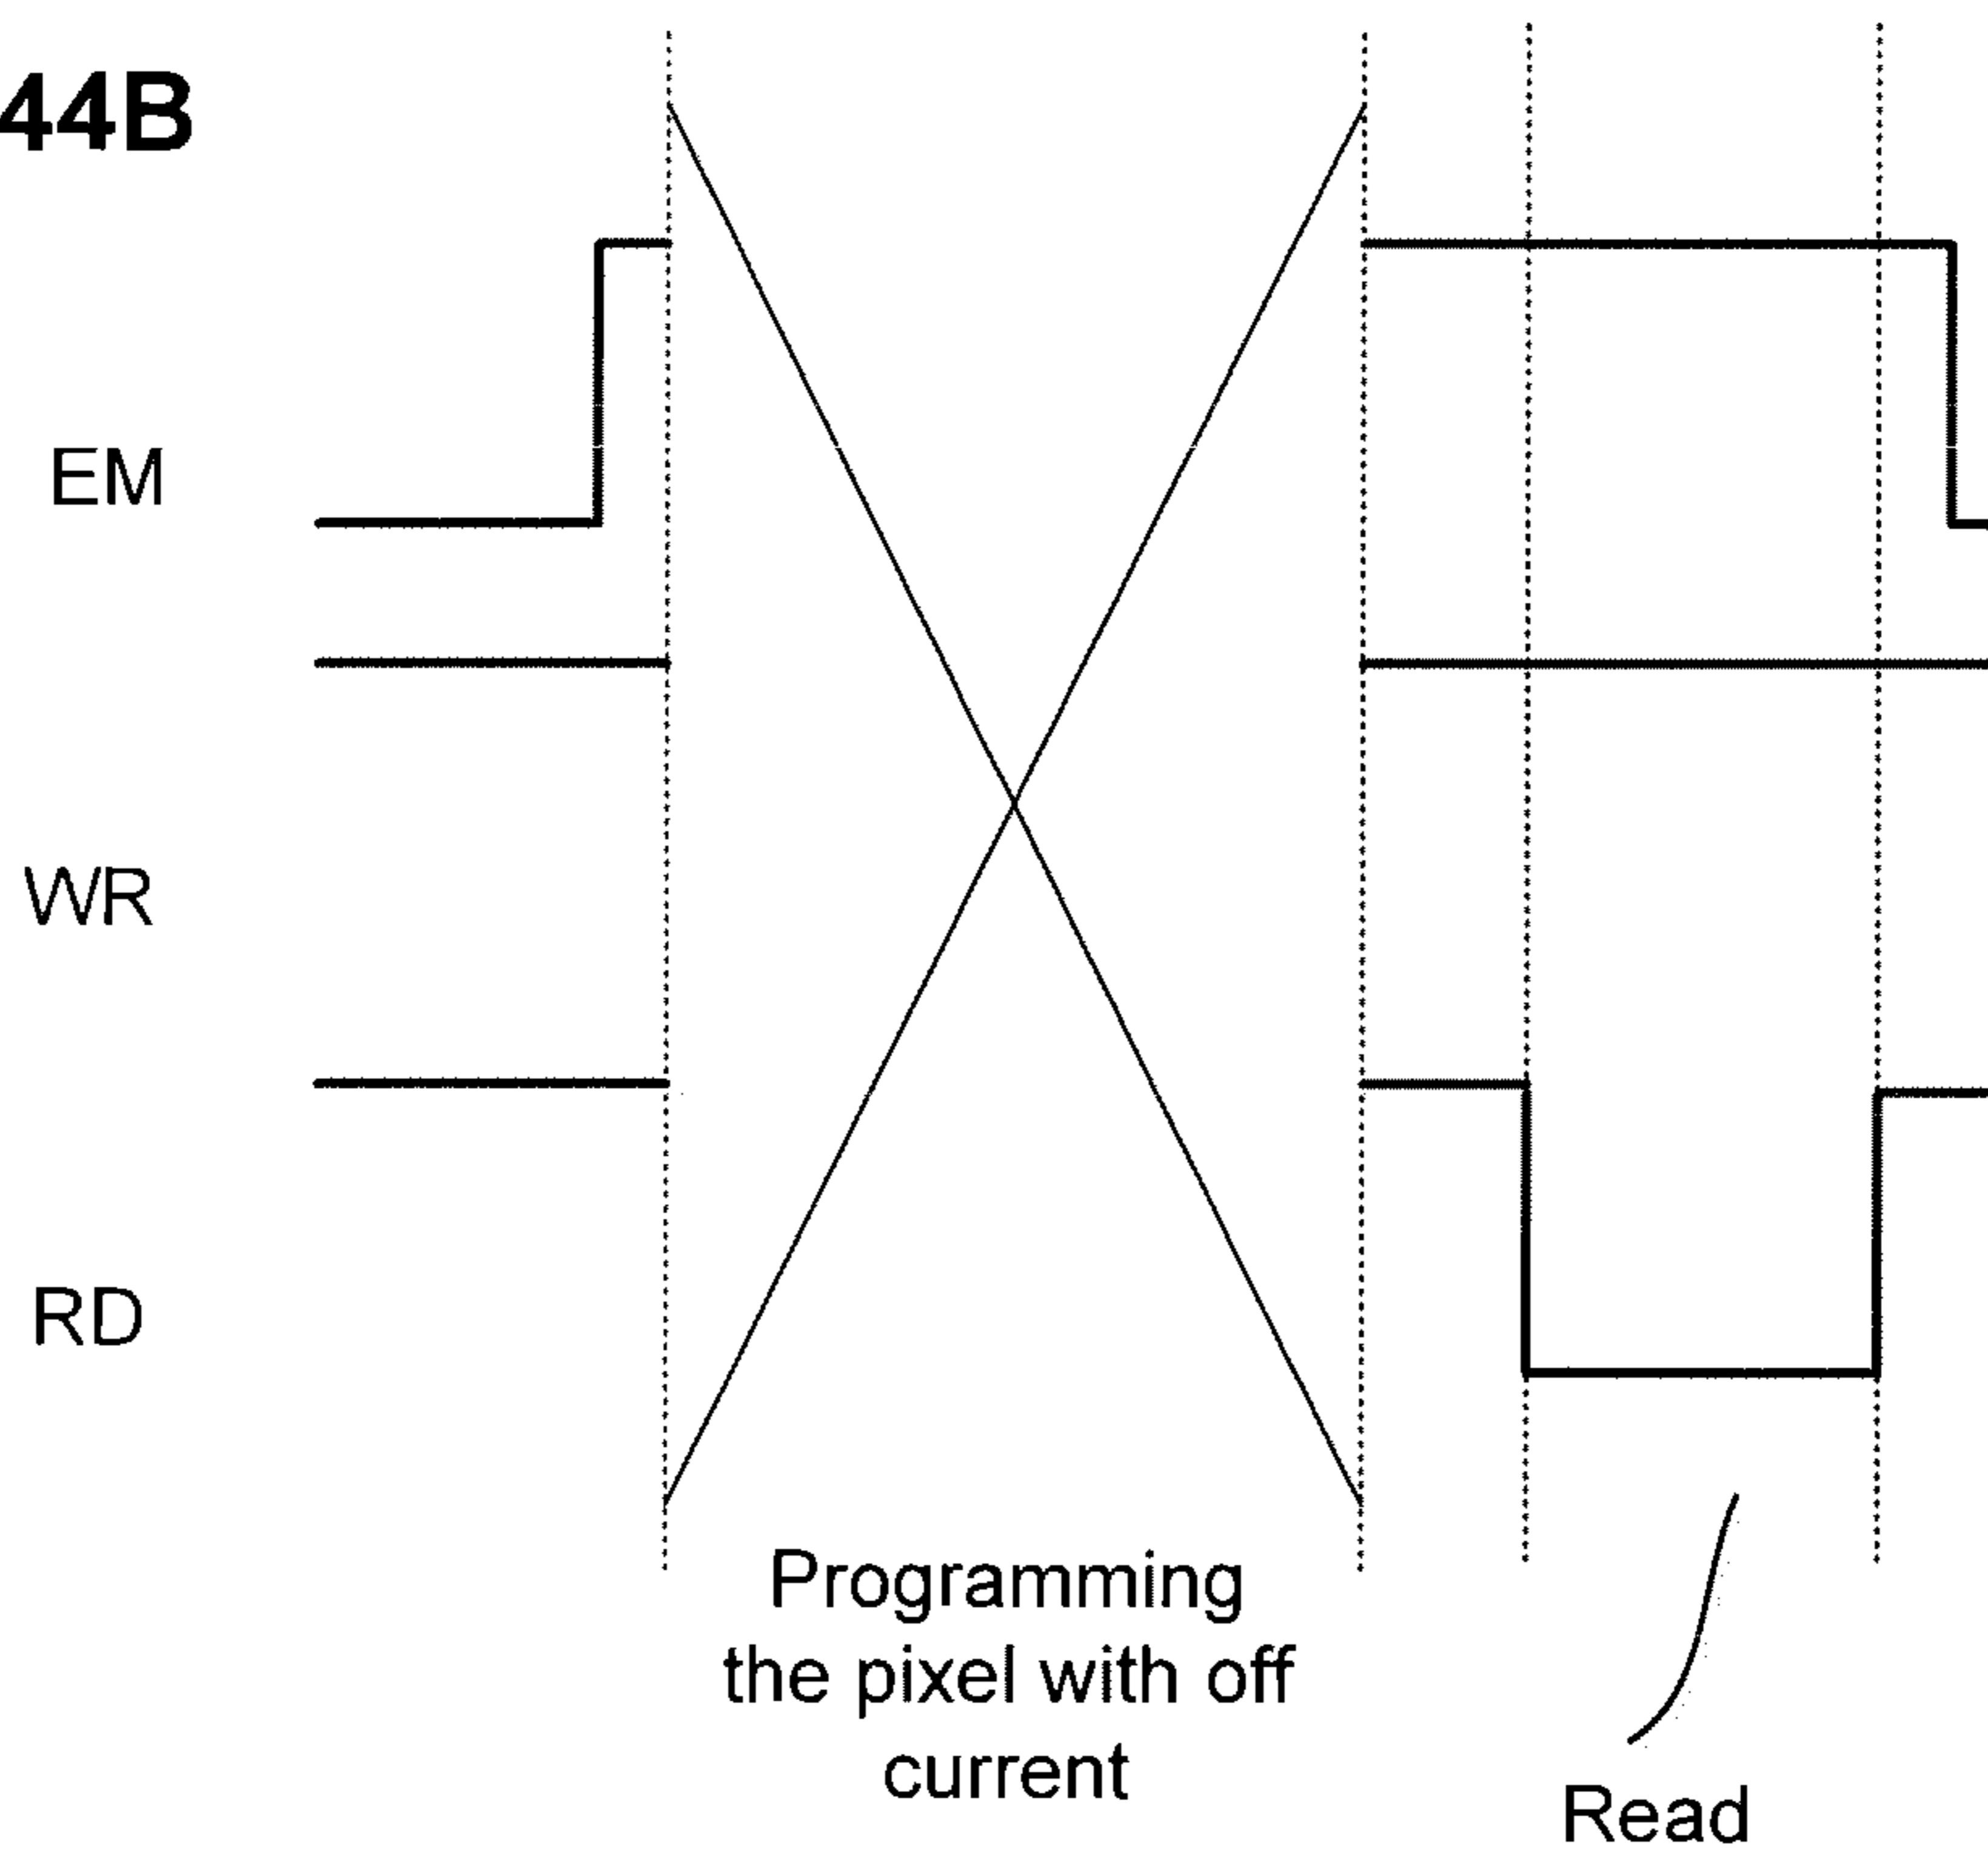 44B
EM
WR
RD
Programming
the pixel with off
current
Read